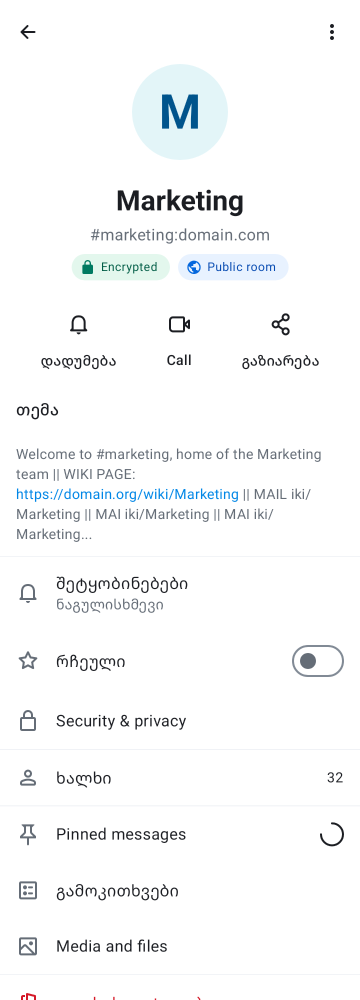 M
Marketing
#marketing:domain.com
Encrypted
Public room
დადუმება
Call
გაზიარება
თემა
Welcome to #marketing, home of the Marketing
team || WIKI PAGE:
https://domain.org/wiki/Marketing || MAIL iki/
Marketing || MAI iki/Marketing || MAI iki/
Marketing...
შეტყობინებები
ნაგულისხმევი
რჩეული
Security & privacy
ხალხი
32
Pinned messages
გამოკითხვები
Media and files